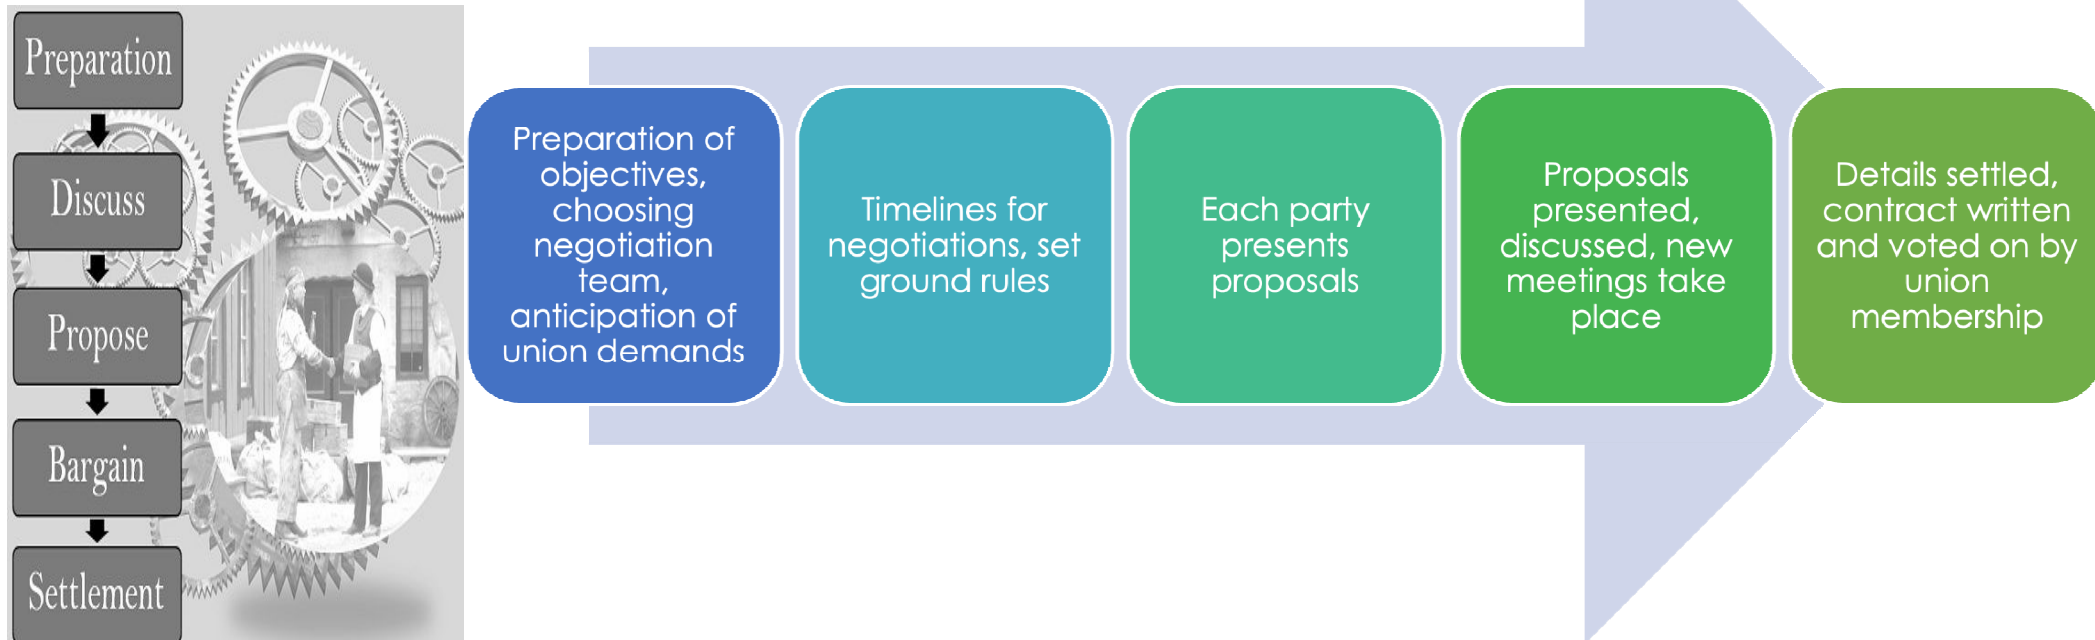 Preparation
Discuss
Propose
Bargain
Settlement
Preparation of
objectives,
choosing
negotiation
team,
anticipation of
union demands
Timelines for
negotiations, set
ground rules
Each party
presents
proposals
Proposals
presented,
discussed, new
meetings take
place
Details settled,
contract written
and voted on by
union
membership